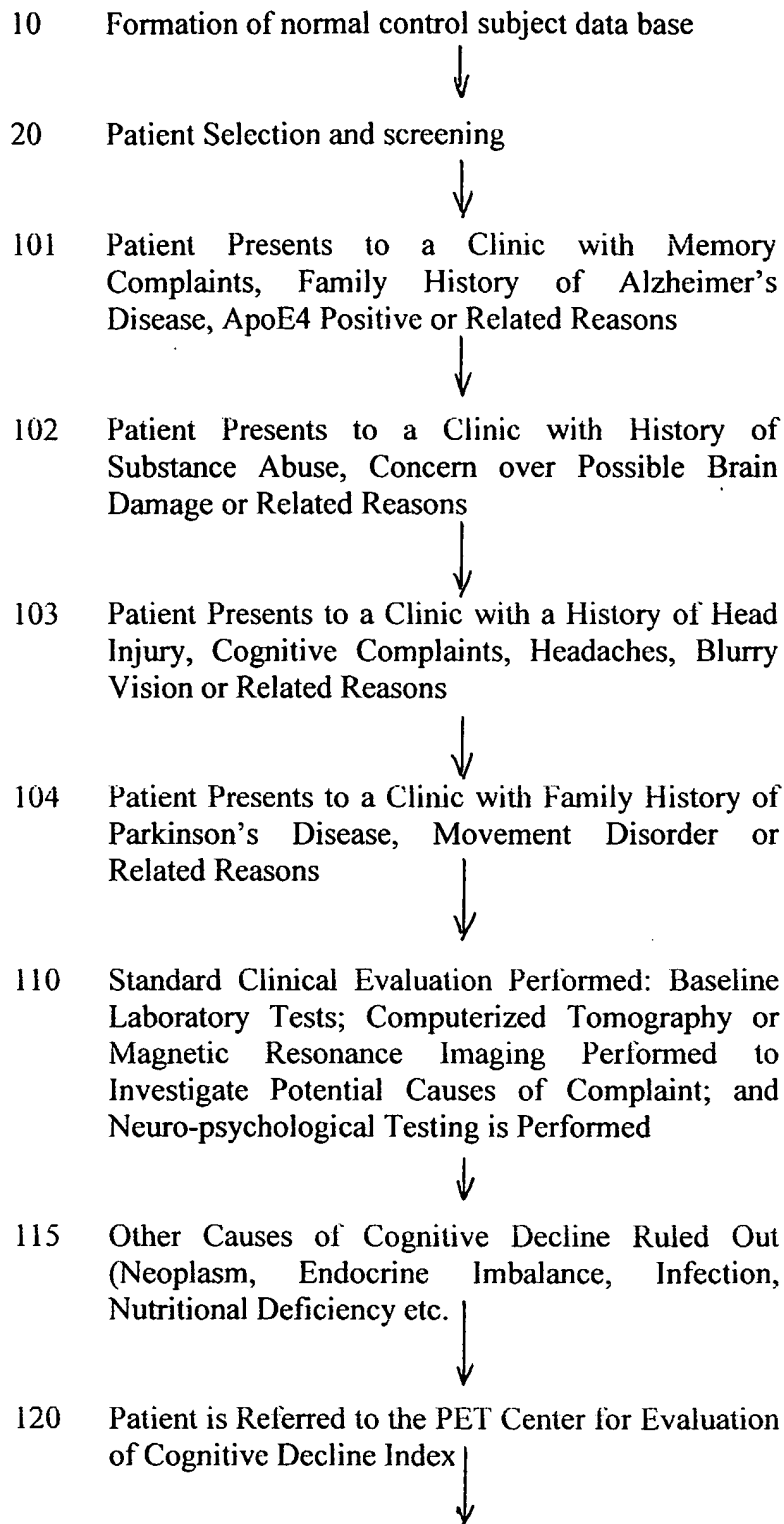 10 Formation of normal control subject data base
20 Patient Selection and screening
101 Patient Presents to a Clinic with Memory
Complaints, Family History of Alzheimer's
Disease, ApoE4 Positive or Related Reasons
102 Patient Presents to a Clinic with History of
Substance Abuse, Concern over Possible Brain
Damage or Related Reasons
103 Patient Presents to a Clinic with a History of Head
Injury, Cognitive Complaints, Headaches, Blurry
Vision or Related Reasons
104 Patient Presents to a Clinic with Family History of
Parkinson's Disease, Movement Disorder or
Related Reasons
110 Standard Clinical Evaluation Performed: Baseline
Laboratory Tests; Computerized Tomography or
Magnetic Resonance Imaging Performed to
Investigate Potential Causes of Complaint; and
Neuro-psychological Testing is Performed
115 Other Causes of Cognitive Decline Ruled Out
(Neoplasm, Endocrine Imbalance, Infection,
Nutritional Deficiency etc.
120 Patient is Referred to the PET Center for Evaluation
of Cognitive Decline Index